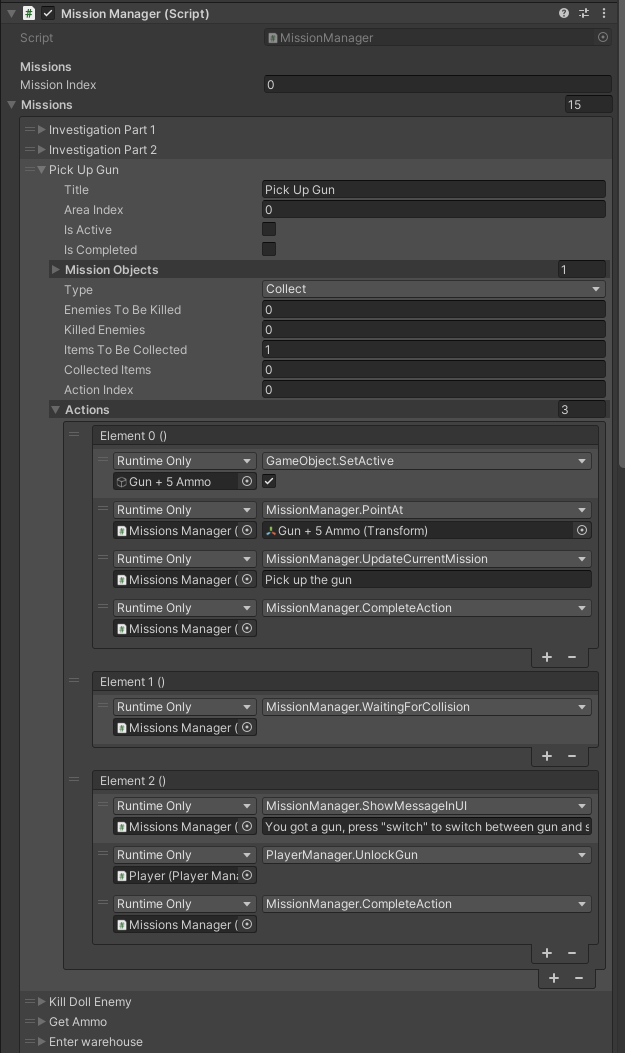 Mission Manager (Script)
Script MissionManager
Missions
Mission Index 0
Missions 15
Investigation Part 1
Investigation Part 2
Pick Up Gun
Title Pick Up Gun
Area Index 0
Is Active
Is Completed
Mission Objects 1
Type Collect
Enemies To Be Killed 0
Killed Enemies 0
Items To Be Collected 1
Collected Items 0
Action Index 0
Actions 3
Element 0 ()
Runtime Only GameObject.SetActive
Gun + 5 Ammo
Runtime Only MissionManager.PointAt
Missions Manager ( Gun + 5 Ammo (Transform)
Runtime Only MissionManager.UpdateCurrentMission
Missions Manager ( Pick up the gun
Runtime Only MissionManager.CompleteAction
Missions Manager (
+ −
Element 1 ()
Runtime Only MissionManager.WaitingForCollision
Missions Manager (
+ −
Element 2 ()
Runtime Only MissionManager.ShowMessageInUI
Missions Manager ( You got a gun, press "switch" to switch between gun and s
Runtime Only PlayerManager.UnlockGun
Player (Player Mana
Runtime Only MissionManager.CompleteAction
Missions Manager (
+ −
+ −
Kill Doll Enemy
Get Ammo
Enter warehouse